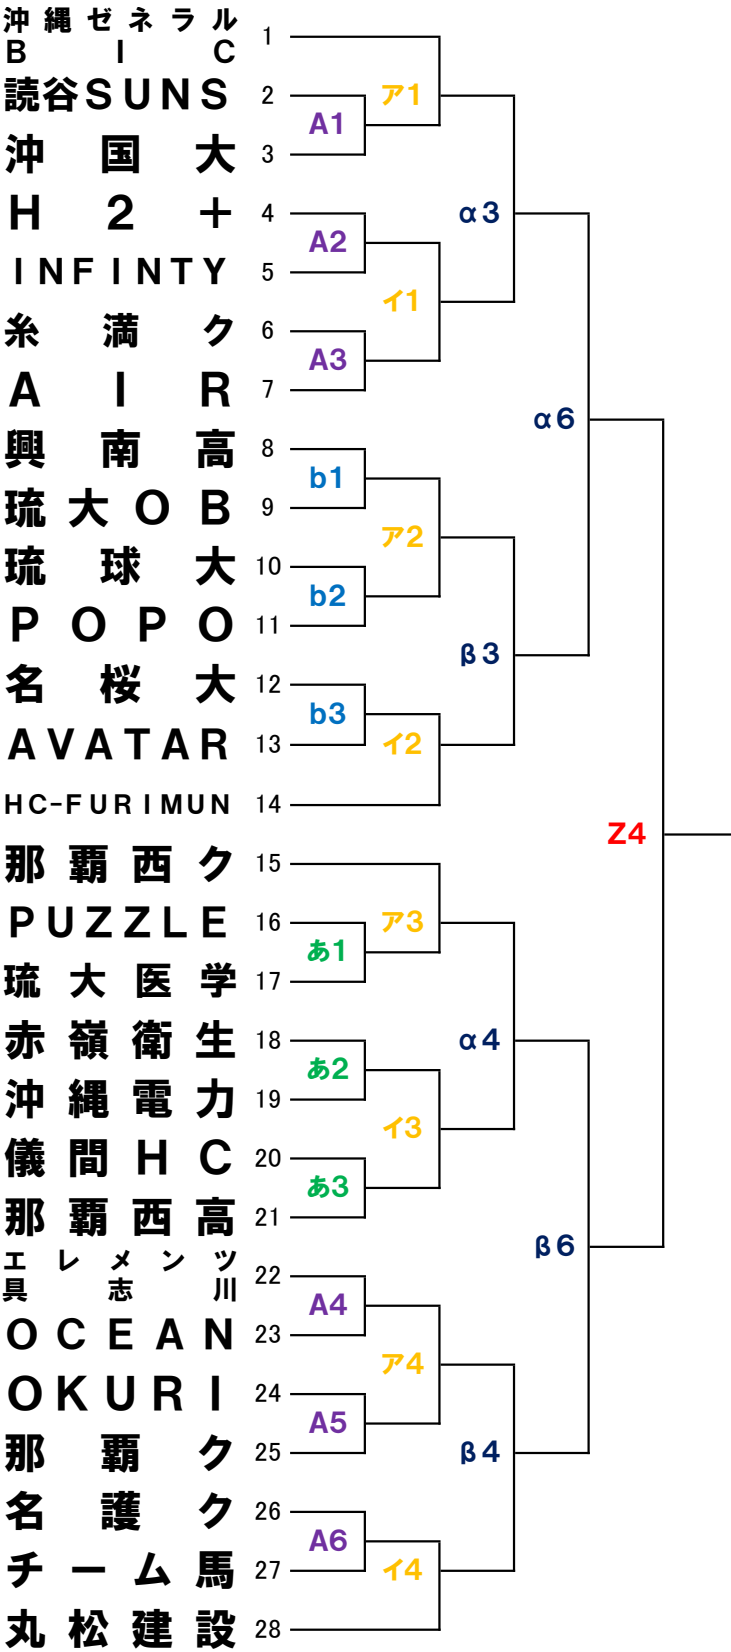 沖縄ゼネラル
BIC 1
読谷SUNS 2
ア1
A1
沖国大 3
H2＋ 4
α3
A2
INFINTY 5
イ1
糸満ク 6
A3
AIR 7
α6
興南高 8
b1
琉大OB 9
ア2
琉球大 10
b2
POPO 11
β3
名桜大 12
b3
AVATAR 13
イ2
HC-FURIMUN 14
Z4
那覇西ク 15
PUZZLE 16
ア3
あ1
琉大医学 17
赤嶺衛生 18
α4
あ2
沖縄電力 19
イ3
儀間HC 20
あ3
那覇西高 21
β6
エレメンツ
具志川 22
A4
OCEAN 23
ア4
OKURI 24
A5
那覇ク 25
β4
名護ク 26
A6
チーム馬 27
イ4
丸松建設 28